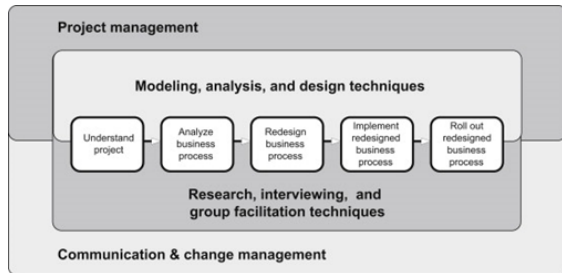 Project management
Modeling, analysis, and design techniques
Understand
project
Analyze
business
process
Redesign
business
process
Implement
redesigned
business
process
Roll out
redesigned
business
process
Research, interviewing, and
group facilitation techniques
Communication & change management